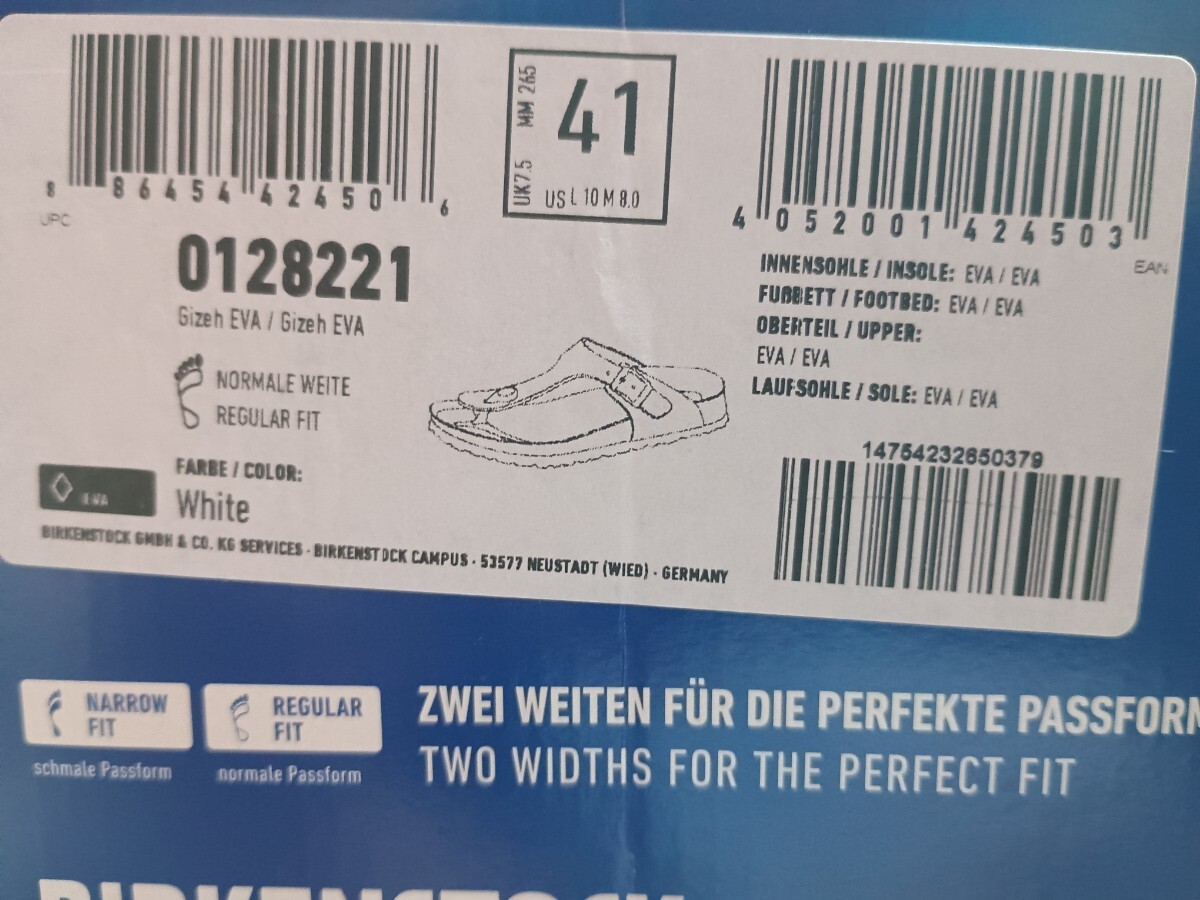 8 86454 42450 6
UPC
UK7.5 MM 265
41
US L 10 M 8.0
4 052001 424503
EAN
0128221
Gizeh EVA / Gizeh EVA
NORMALE WEITE
REGULAR FIT
FARBE / COLOR:
White
EVA
INNENSOHLE / INSOLE: EVA / EVA
FUßBETT / FOOTBED: EVA / EVA
OBERTEIL / UPPER:
EVA / EVA
LAUFSOHLE / SOLE: EVA / EVA
14754232650379
BIRKENSTOCK GMBH & CO. KG SERVICES · BIRKENSTOCK CAMPUS · 53577 NEUSTADT (WIED) · GERMANY
NARROW
FIT
schmale Passform
REGULAR
FIT
normale Passform
ZWEI WEITEN FÜR DIE PERFEKTE PASSFORM
TWO WIDTHS FOR THE PERFECT FIT
BIRKENSTOCK